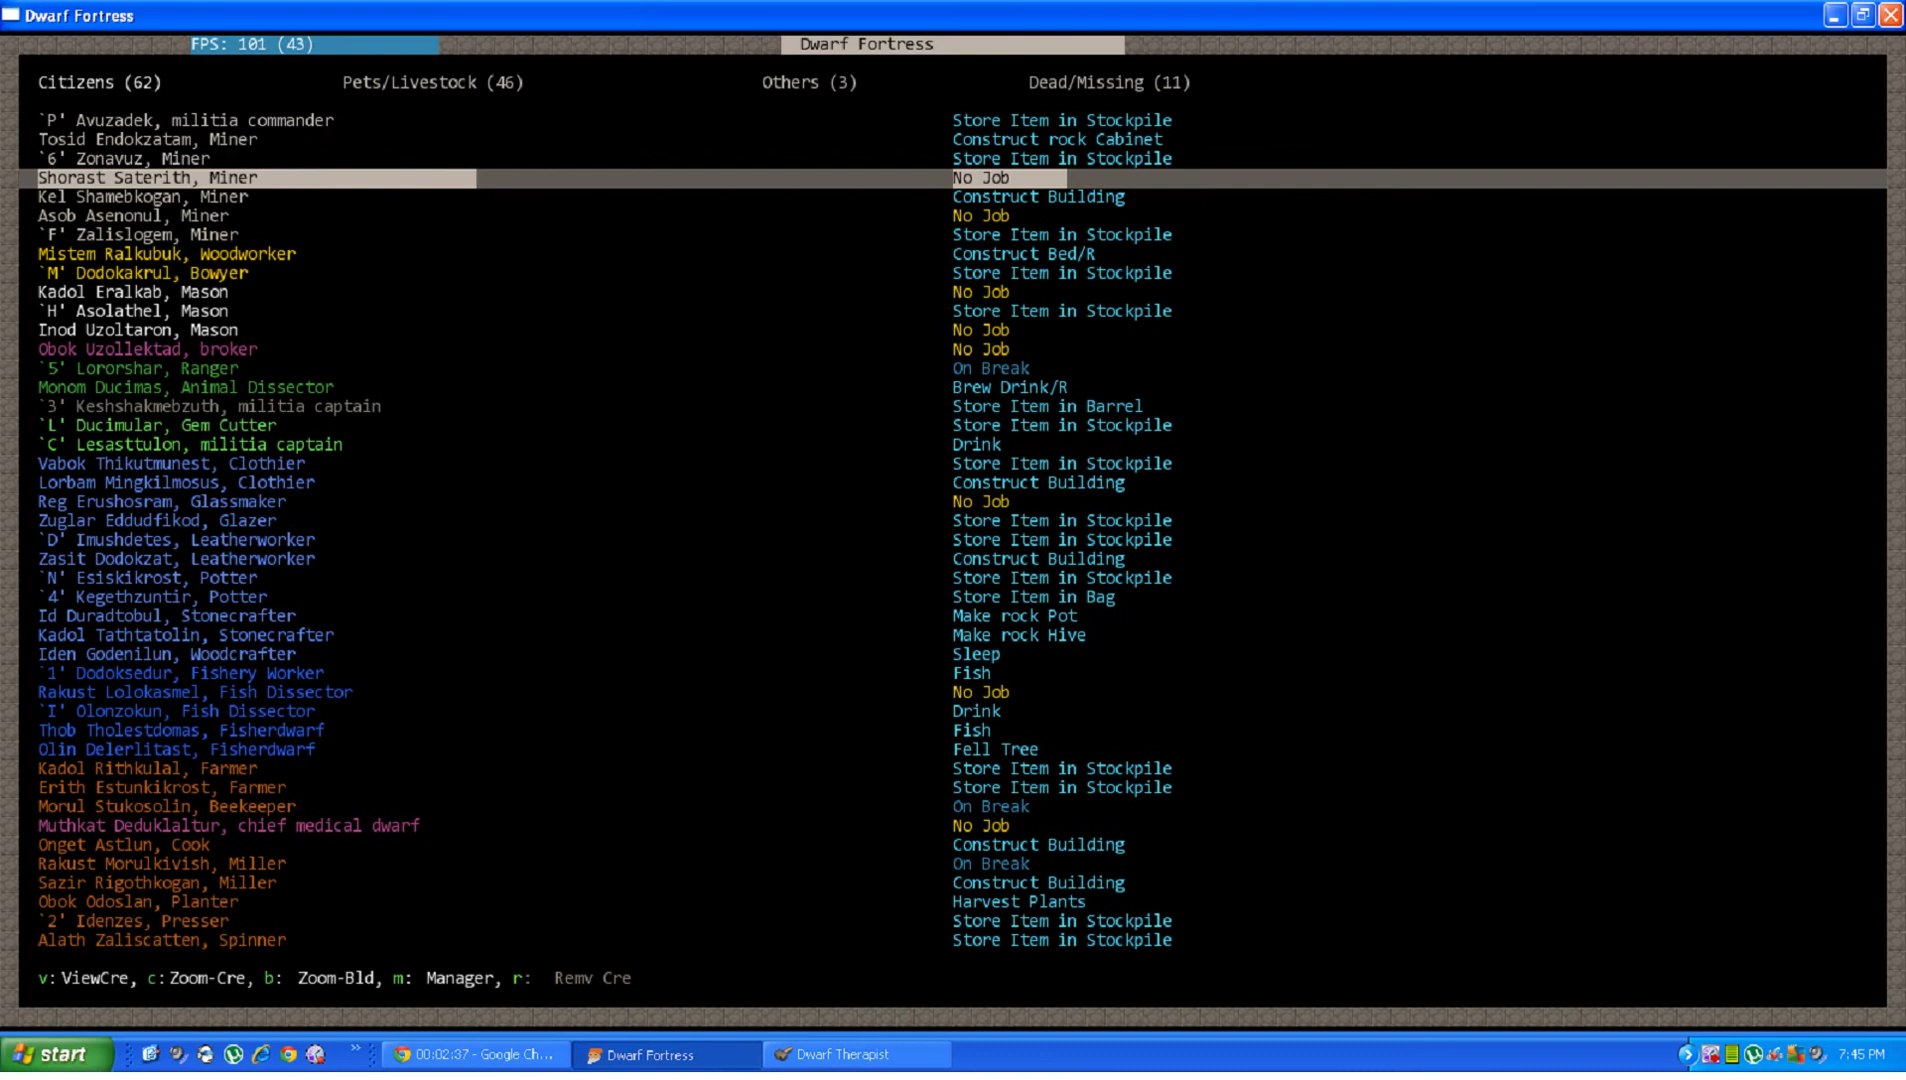 Dwarf Fortress
FPS: 101 (43) Dwarf Fortress
Citizens (62) Pets/Livestock (46) Others (3) Dead/Missing (11)
`P' Avuzadek, militia commander Store Item in Stockpile
Tosid Endokzatam, Miner Construct rock Cabinet
`6' Zonavuz, Miner Store Item in Stockpile
Shorast Saterith, Miner No Job
Kel Shamebkogan, Miner Construct Building
Asob Asenonul, Miner No Job
`F' Zalislogem, Miner Store Item in Stockpile
Mistem Ralkubuk, Woodworker Construct Bed/R
`M' Dodokakrul, Bowyer Store Item in Stockpile
Kadol Eralkab, Mason No Job
`H' Asolathel, Mason Store Item in Stockpile
Inod Uzoltaron, Mason No Job
Obok Uzollektad, broker No Job
`5' Lororshar, Ranger On Break
Monom Ducimas, Animal Dissector Brew Drink/R
`3' Keshshakmebzuth, militia captain Store Item in Barrel
`L' Ducimular, Gem Cutter Store Item in Stockpile
`C' Lesasttulon, militia captain Drink
Vabok Thikutmunest, Clothier Store Item in Stockpile
Lorbam Mingkilmosus, Clothier Construct Building
Reg Erushosram, Glassmaker No Job
Zuglar Eddudfikod, Glazer Store Item in Stockpile
`D' Imushdetes, Leatherworker Store Item in Stockpile
Zasit Dodokzat, Leatherworker Construct Building
`N' Esiskikrost, Potter Store Item in Stockpile
`4' Kegethzuntir, Potter Store Item in Bag
Id Duradtobul, Stonecrafter Make rock Pot
Kadol Tathtatolin, Stonecrafter Make rock Hive
Iden Godenilun, Woodcrafter Sleep
`1' Dodoksedur, Fishery Worker Fish
Rakust Lolokasmel, Fish Dissector No Job
`I' Olonzokun, Fish Dissector Drink
Thob Tholestdomas, Fisherdwarf Fish
Olin Delerlitast, Fisherdwarf Fell Tree
Kadol Rithkulal, Farmer Store Item in Stockpile
Erith Estunkikrost, Farmer Store Item in Stockpile
Morul Stukosolin, Beekeeper On Break
Muthkat Deduklaltur, chief medical dwarf No Job
Onget Astlun, Cook Construct Building
Rakust Morulkivish, Miller On Break
Sazir Rigothkogan, Miller Construct Building
Obok Odoslan, Planter Harvest Plants
`2' Idenzes, Presser Store Item in Stockpile
Alath Zaliscatten, Spinner Store Item in Stockpile
v:ViewCre, c:Zoom-Cre, b: Zoom-Bld, m: Manager, r: Remv Cre
start 00:02:37 - Google Ch... Dwarf Fortress Dwarf Therapist 7:45 PM